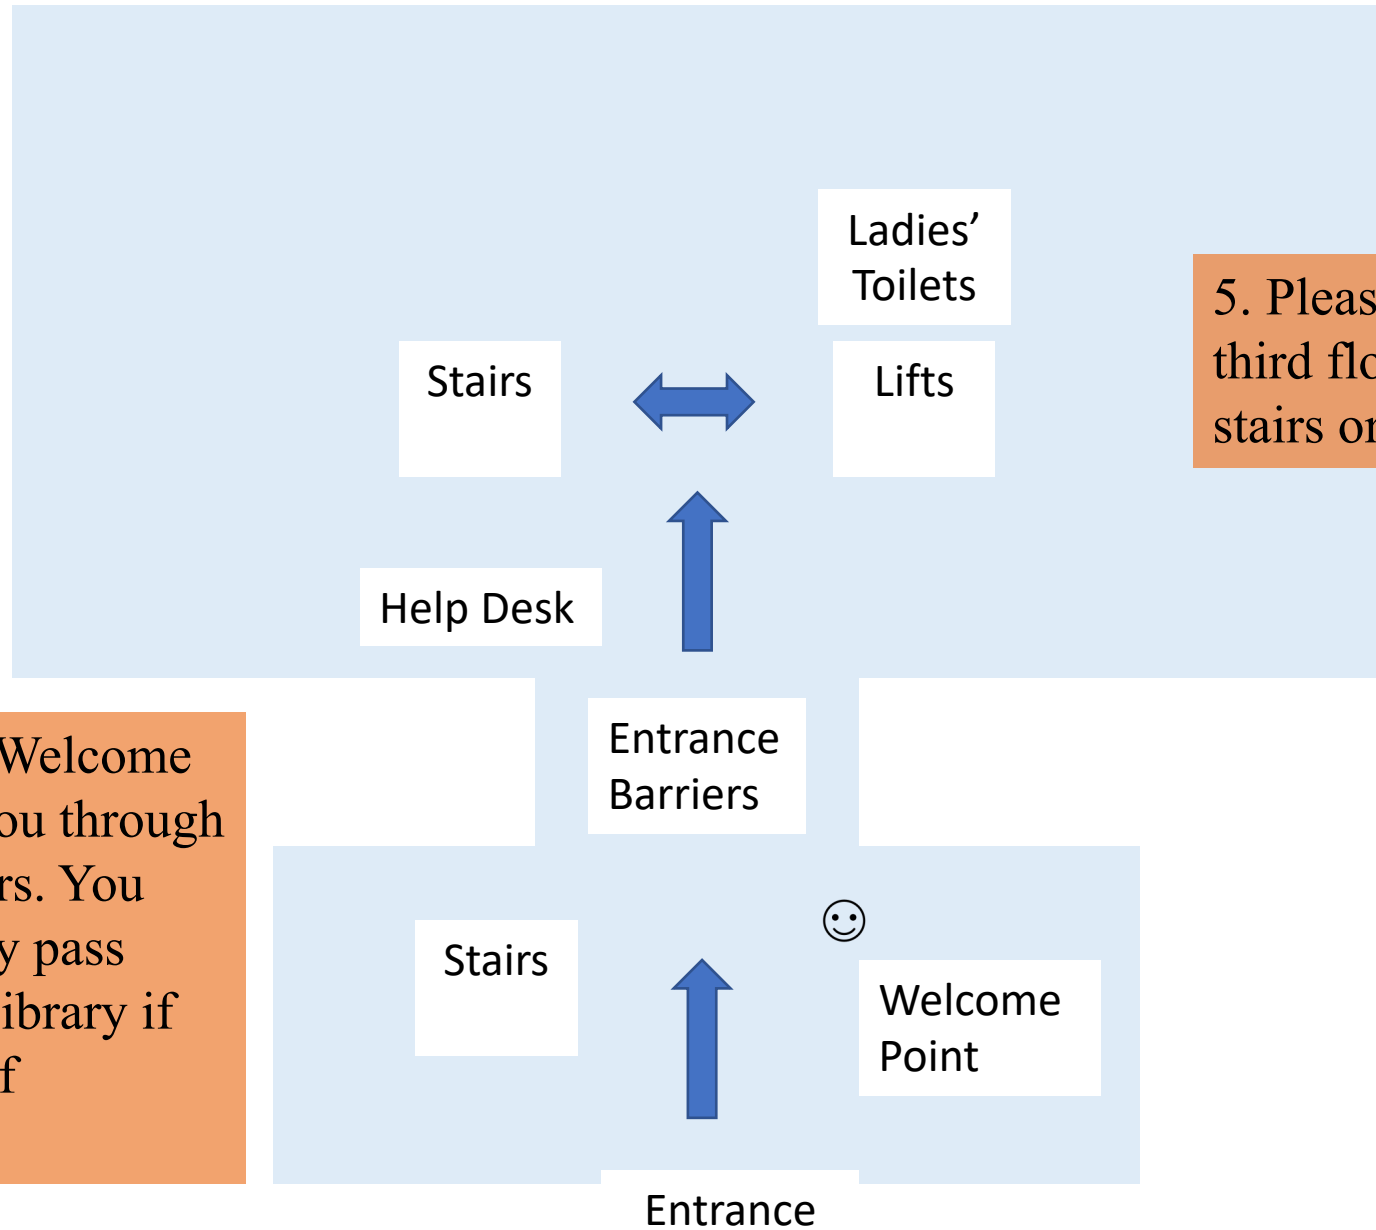 Ladies’
Toilets
5. Pleas
third flo
stairs or
Stairs
Lifts
Help Desk
Entrance
Barriers
Welcome
ou through
rs. You
y pass
ibrary if
f
Stairs
Welcome
Point
Entrance